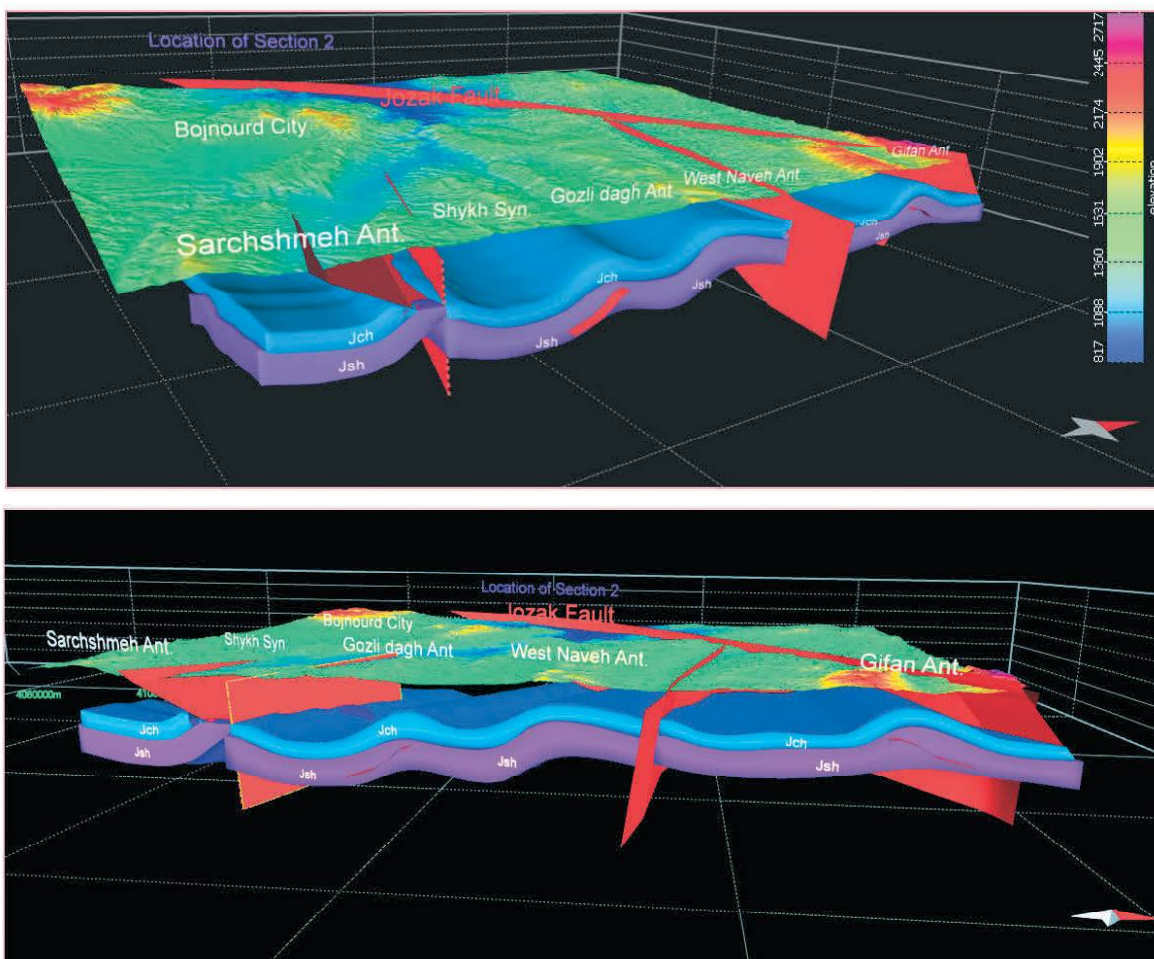 Location of Section 2
Jozak Fault
Bojnourd City
Gifan Ant
West Naveh Ant.
Gozli dagh Ant.
Shykh Syn.
Sarchshmeh Ant.
Jch
Jsh
Jsh
Jch
Jsh
Jch
Jsh
2717
2445
2174
1902
1531
1360
1088
817
elevation
Location of Section 2
Jozak Fault
Bojnourd City
Sarchshmeh Ant.
Shykh Syn
Gozli dagh Ant
West Naveh Ant.
Gifan Ant.
4060000m
Jch
Jsh
Jch
Jsh
Jsh
Jch
Jsh